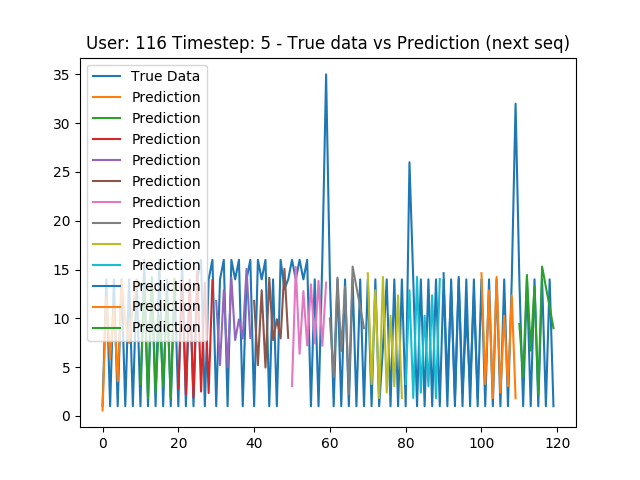 User: 116 Timestep: 5 - True data vs Prediction (next seq)
True Data
Prediction
Prediction
Prediction
Prediction
Prediction
Prediction
Prediction
Prediction
Prediction
Prediction
Prediction
Prediction
35
30
25
20
15
10
5
0
0 20 40 60 80 100 120